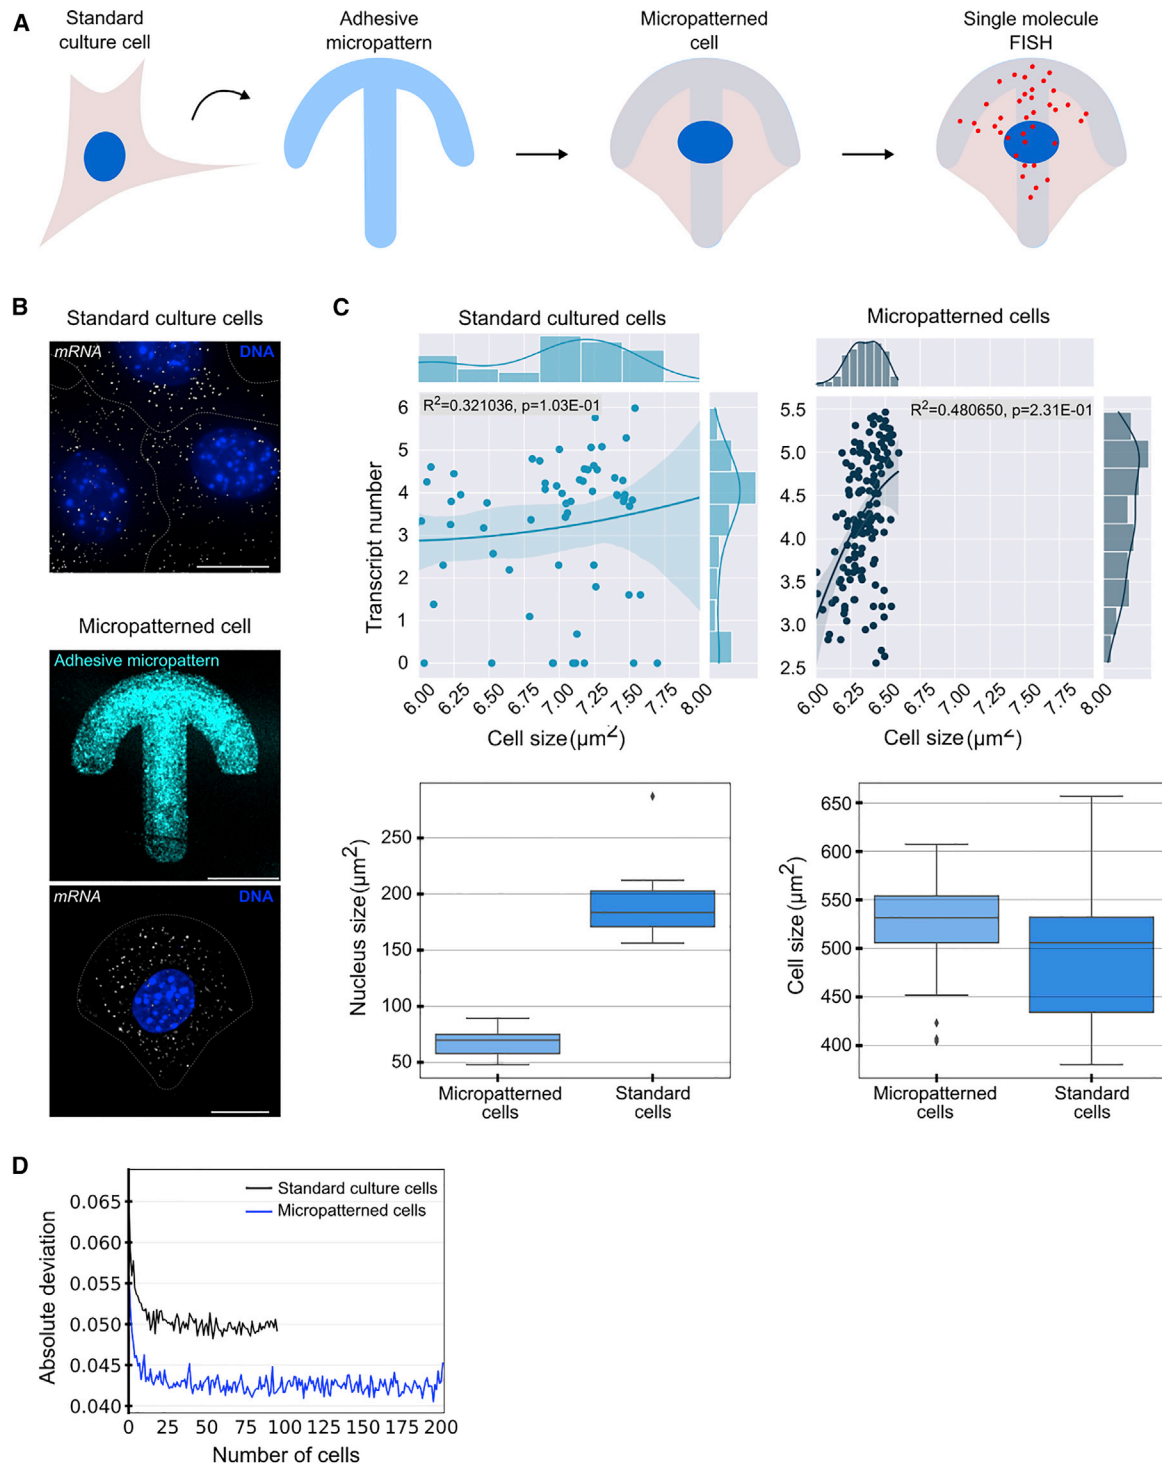 A
Standard
culture cell
Adhesive
micropattern
Micropatterned
cell
Single molecule
FISH
B
Standard culture cells
mRNA DNA
Micropatterned cell
Adhesive micropattern
mRNA DNA
C
Standard cultured cells
R²=0.321036, p=1.03E-01
Transcript number
6
5
4
3
2
1
0
6.00 6.25 6.50 6.75 7.00 7.25 7.50 7.75 8.00
Cell size (µm²)
Micropatterned cells
R²=0.480650, p=2.31E-01
5.5
5.0
4.5
4.0
3.5
3.0
2.5
6.00 6.25 6.50 6.75 7.00 7.25 7.50 7.75 8.00
Cell size (µm²)
Nucleus size (µm²)
250
200
150
100
50
Micropatterned
cells
Standard
cells
Cell size (µm²)
650
600
550
500
450
400
Micropatterned
cells
Standard
cells
D
Absolute deviation
0.065
0.060
0.055
0.050
0.045
0.040
Standard culture cells
Micropatterned cells
0 25 50 75 100 125 150 175 200
Number of cells